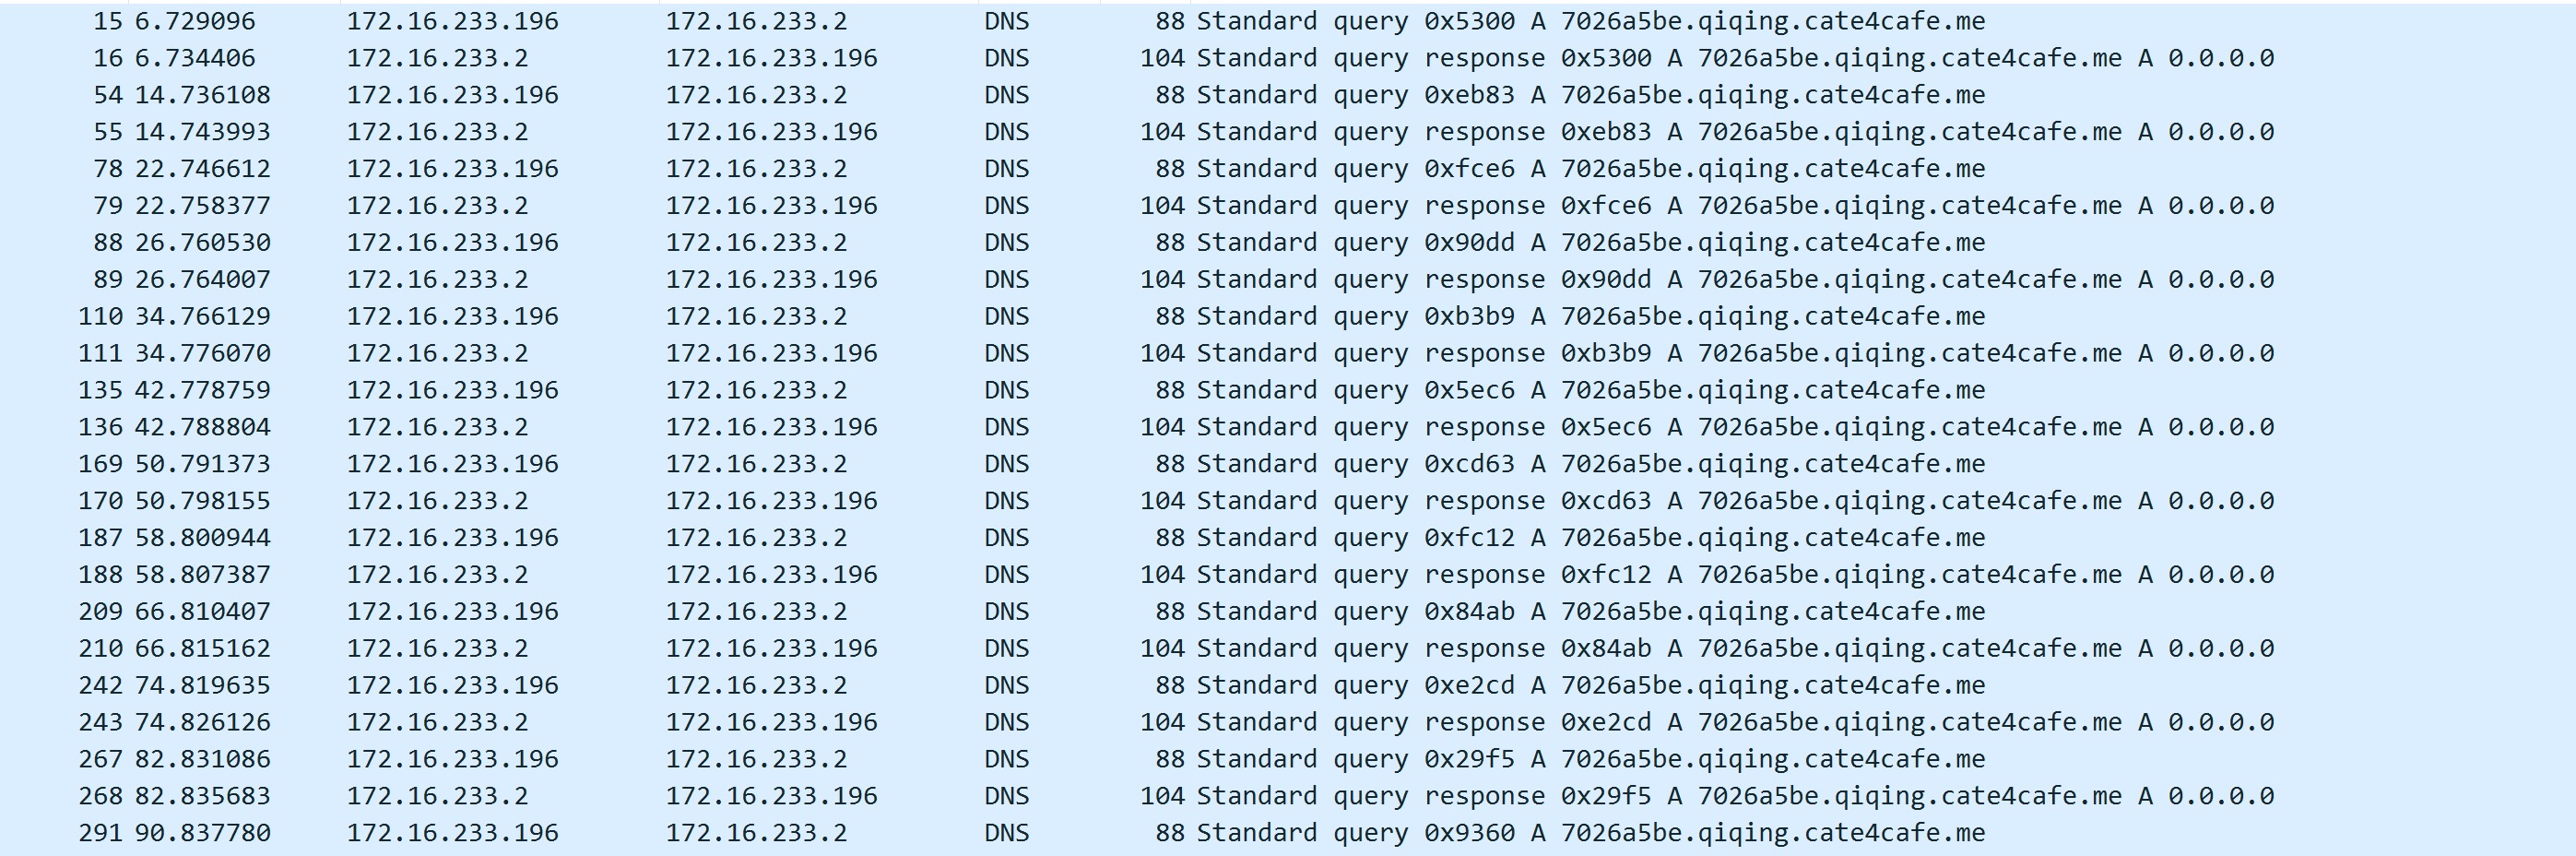 15 6.729096 172.16.233.196 172.16.233.2 DNS 88 Standard query 0x5300 A 7026a5be.qiqing.cate4cafe.me
16 6.734406 172.16.233.2 172.16.233.196 DNS 104 Standard query response 0x5300 A 7026a5be.qiqing.cate4cafe.me A 0.0.0.0
54 14.736108 172.16.233.196 172.16.233.2 DNS 88 Standard query 0xeb83 A 7026a5be.qiqing.cate4cafe.me
55 14.743993 172.16.233.2 172.16.233.196 DNS 104 Standard query response 0xeb83 A 7026a5be.qiqing.cate4cafe.me A 0.0.0.0
78 22.746612 172.16.233.196 172.16.233.2 DNS 88 Standard query 0xfce6 A 7026a5be.qiqing.cate4cafe.me
79 22.758377 172.16.233.2 172.16.233.196 DNS 104 Standard query response 0xfce6 A 7026a5be.qiqing.cate4cafe.me A 0.0.0.0
88 26.760530 172.16.233.196 172.16.233.2 DNS 88 Standard query 0x90dd A 7026a5be.qiqing.cate4cafe.me
89 26.764007 172.16.233.2 172.16.233.196 DNS 104 Standard query response 0x90dd A 7026a5be.qiqing.cate4cafe.me A 0.0.0.0
110 34.766129 172.16.233.196 172.16.233.2 DNS 88 Standard query 0xb3b9 A 7026a5be.qiqing.cate4cafe.me
111 34.776070 172.16.233.2 172.16.233.196 DNS 104 Standard query response 0xb3b9 A 7026a5be.qiqing.cate4cafe.me A 0.0.0.0
135 42.778759 172.16.233.196 172.16.233.2 DNS 88 Standard query 0x5ec6 A 7026a5be.qiqing.cate4cafe.me
136 42.788804 172.16.233.2 172.16.233.196 DNS 104 Standard query response 0x5ec6 A 7026a5be.qiqing.cate4cafe.me A 0.0.0.0
169 50.791373 172.16.233.196 172.16.233.2 DNS 88 Standard query 0xcd63 A 7026a5be.qiqing.cate4cafe.me
170 50.798155 172.16.233.2 172.16.233.196 DNS 104 Standard query response 0xcd63 A 7026a5be.qiqing.cate4cafe.me A 0.0.0.0
187 58.800944 172.16.233.196 172.16.233.2 DNS 88 Standard query 0xfc12 A 7026a5be.qiqing.cate4cafe.me
188 58.807387 172.16.233.2 172.16.233.196 DNS 104 Standard query response 0xfc12 A 7026a5be.qiqing.cate4cafe.me A 0.0.0.0
209 66.810407 172.16.233.196 172.16.233.2 DNS 88 Standard query 0x84ab A 7026a5be.qiqing.cate4cafe.me
210 66.815162 172.16.233.2 172.16.233.196 DNS 104 Standard query response 0x84ab A 7026a5be.qiqing.cate4cafe.me A 0.0.0.0
242 74.819635 172.16.233.196 172.16.233.2 DNS 88 Standard query 0xe2cd A 7026a5be.qiqing.cate4cafe.me
243 74.826126 172.16.233.2 172.16.233.196 DNS 104 Standard query response 0xe2cd A 7026a5be.qiqing.cate4cafe.me A 0.0.0.0
267 82.831086 172.16.233.196 172.16.233.2 DNS 88 Standard query 0x29f5 A 7026a5be.qiqing.cate4cafe.me
268 82.835683 172.16.233.2 172.16.233.196 DNS 104 Standard query response 0x29f5 A 7026a5be.qiqing.cate4cafe.me A 0.0.0.0
291 90.837780 172.16.233.196 172.16.233.2 DNS 88 Standard query 0x9360 A 7026a5be.qiqing.cate4cafe.me